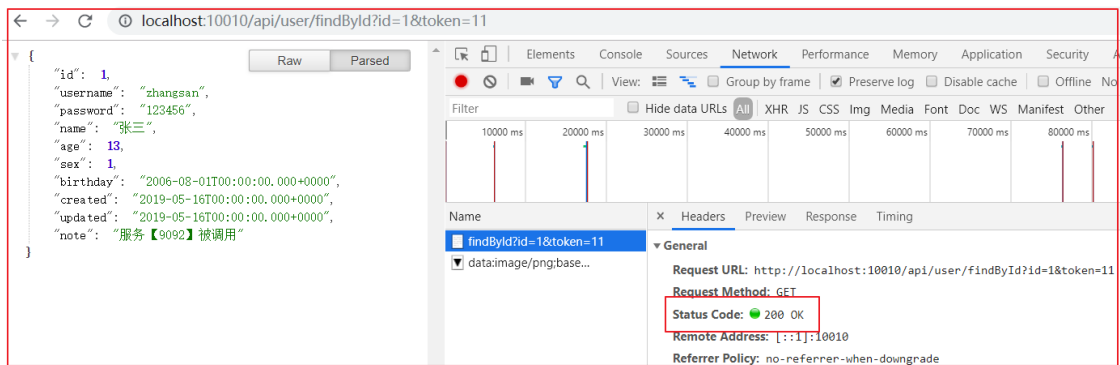 localhost:10010/api/user/findById?id=1&token=11
Raw Parsed
{
"id": 1,
"username": "zhangsan",
"password": "123456",
"name": "张三",
"age": 13,
"sex": 1,
"birthday": "2006-08-01T00:00:00.000+0000",
"created": "2019-05-16T00:00:00.000+0000",
"updated": "2019-05-16T00:00:00.000+0000",
"note": "服务【9092】被调用"
}
Elements Console Sources Network Performance Memory Application Security
View: Group by frame Preserve log Disable cache Offline No
Filter Hide data URLs All XHR JS CSS Img Media Font Doc WS Manifest Other
10000 ms 20000 ms 30000 ms 40000 ms 50000 ms 60000 ms 70000 ms 80000 ms
Name × Headers Preview Response Timing
findById?id=1&token=11
data:image/png;base...
General
Request URL: http://localhost:10010/api/user/findById?id=1&token=11
Request Method: GET
Status Code: 200 OK
Remote Address: [::1]:10010
Referrer Policy: no-referrer-when-downgrade